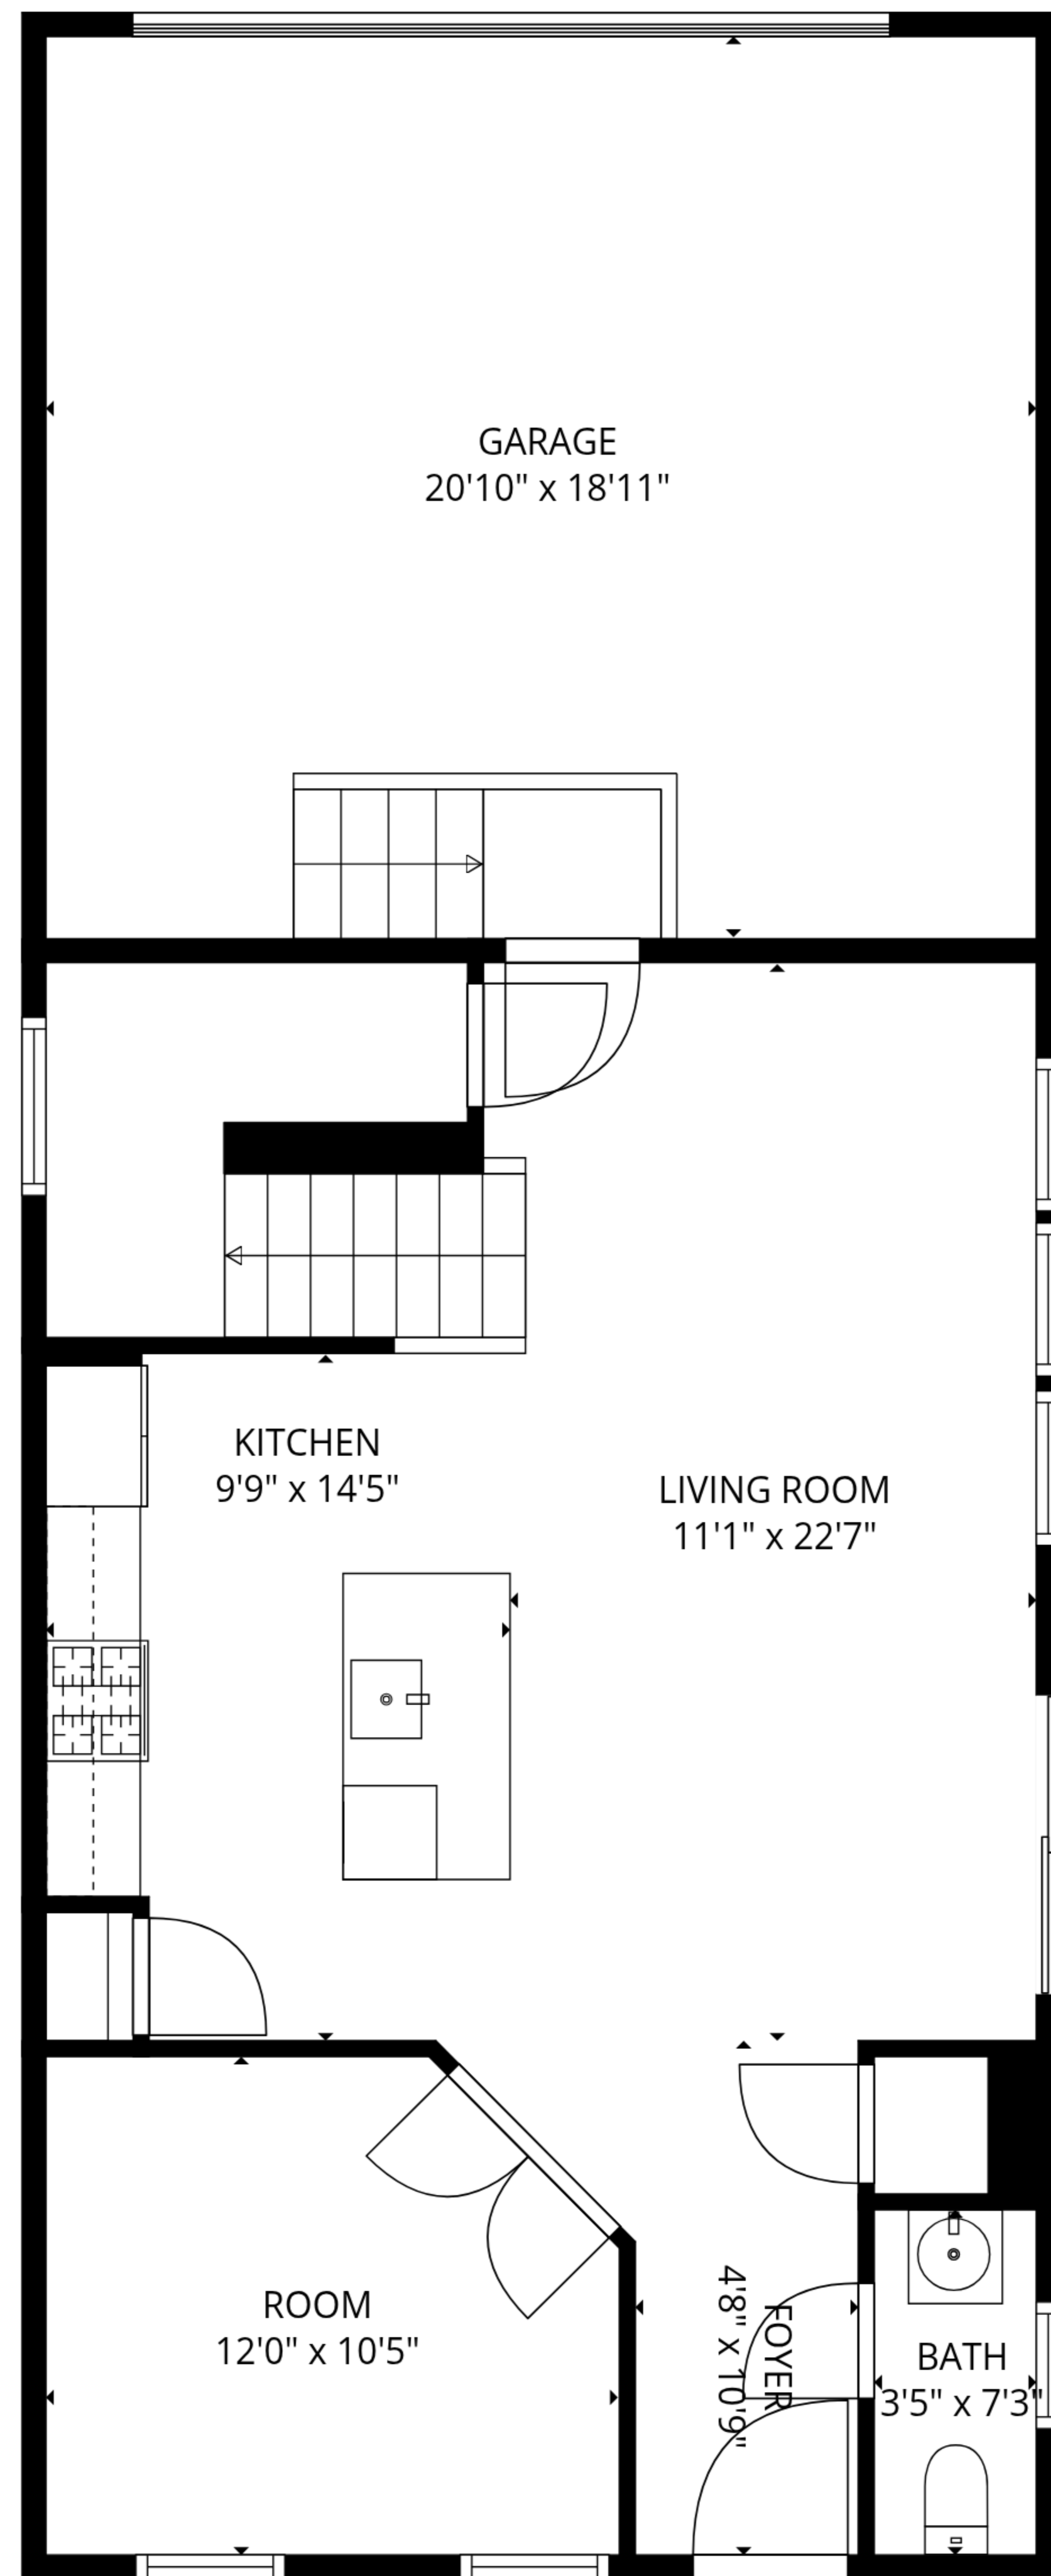 GARAGE
20'10" x 18'11"
KITCHEN
9'9" x 14'5"
LIVING ROOM
11'1" x 22'7"
ROOM
12'0" x 10'5"
FOYER
4'8" x 10'9"
BATH
3'5" x 7'3"